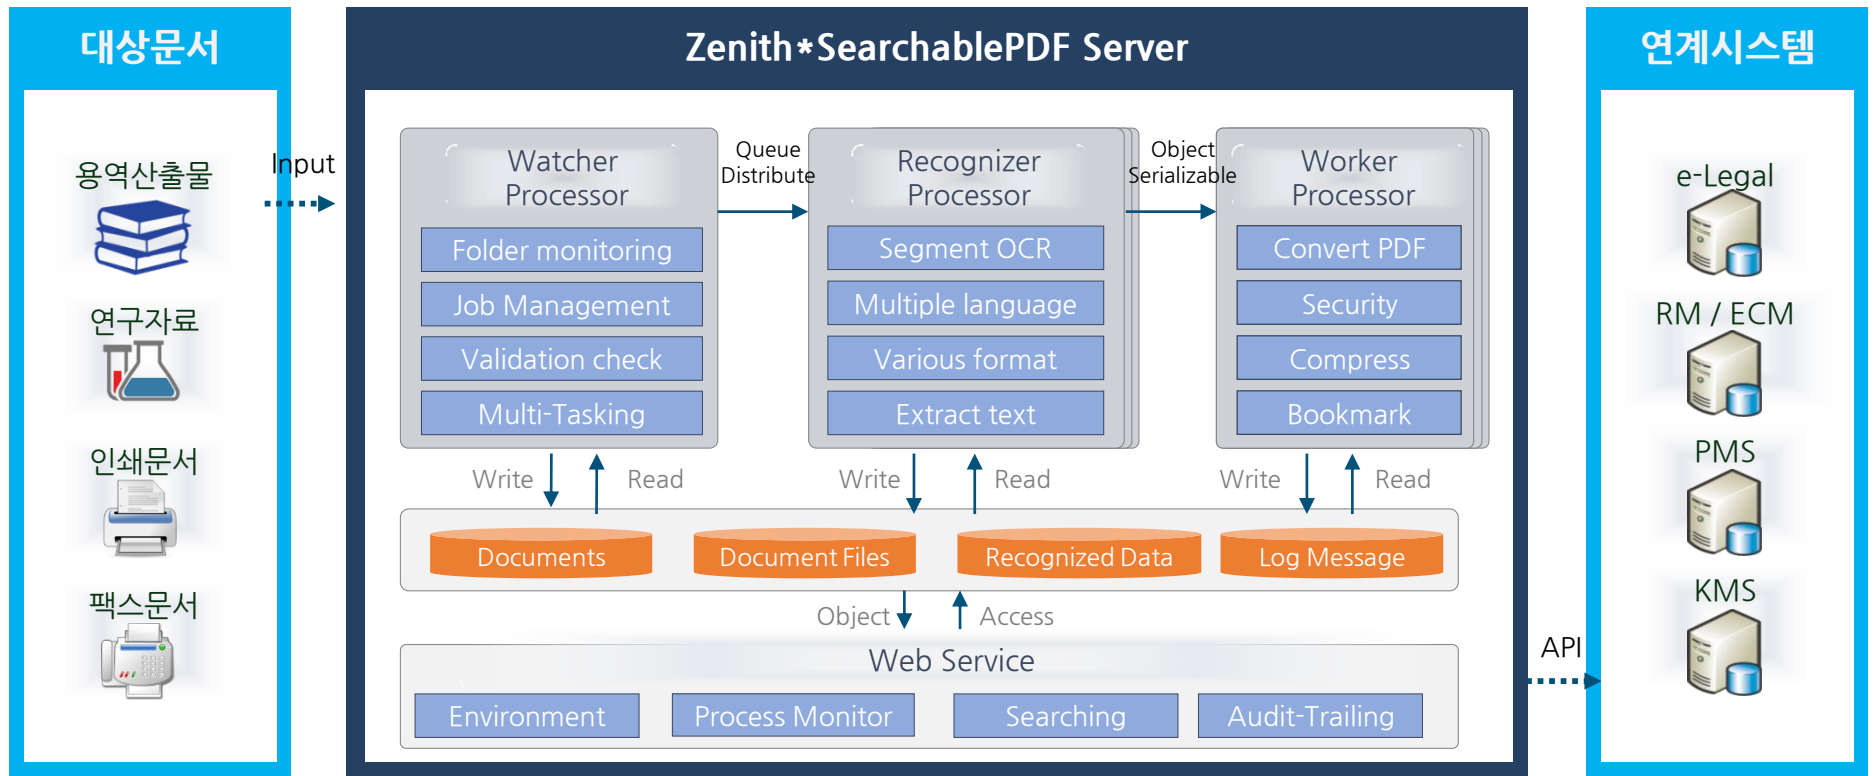 대상문서
용역산출물
연구자료
인쇄문서
팩스문서
Input
Zenith*SearchablePDF Server
Watcher
Processor
Folder monitoring
Job Management
Validation check
Multi-Tasking
Queue
Distribute
Recognizer
Processor
Segment OCR
Multiple language
Various format
Extract text
Object
Serializable
Worker
Processor
Convert PDF
Security
Compress
Bookmark
Write
Read
Write
Read
Write
Read
Documents
Document Files
Recognized Data
Log Message
Object
Access
Web Service
Environment
Process Monitor
Searching
Audit-Trailing
API
연계시스템
e-Legal
RM / ECM
PMS
KMS